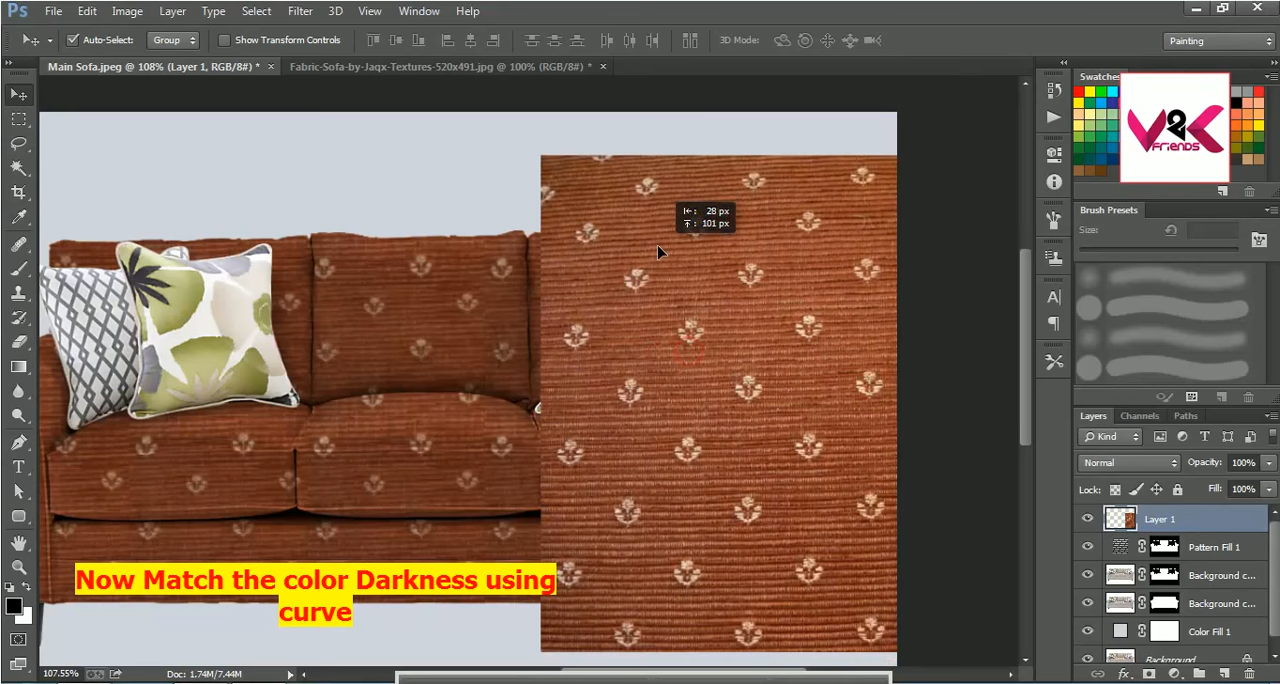 Ps File Edit Image Layer Type Select Filter 3D View Window Help
Auto-Select: Group Show Transform Controls 3D Mode: Painting
Main Sofa.jpeg @ 108% (Layer 1, RGB/8#) * × Fabric-Sofa-by-Jaqx-Textures-520x491.jpg @ 100% (RGB/8#) * ×
Swatches
V2K
FRIENDS
28 px
101 px
Brush Presets
Size:
Layers Channels Paths
Kind
Normal Opacity: 100%
Lock: Fill: 100%
Layer 1
Pattern Fill 1
Background c...
Background c...
Color Fill 1
Background
Now Match the color Darkness using
curve
107.55% Doc: 1.74M/7.44M